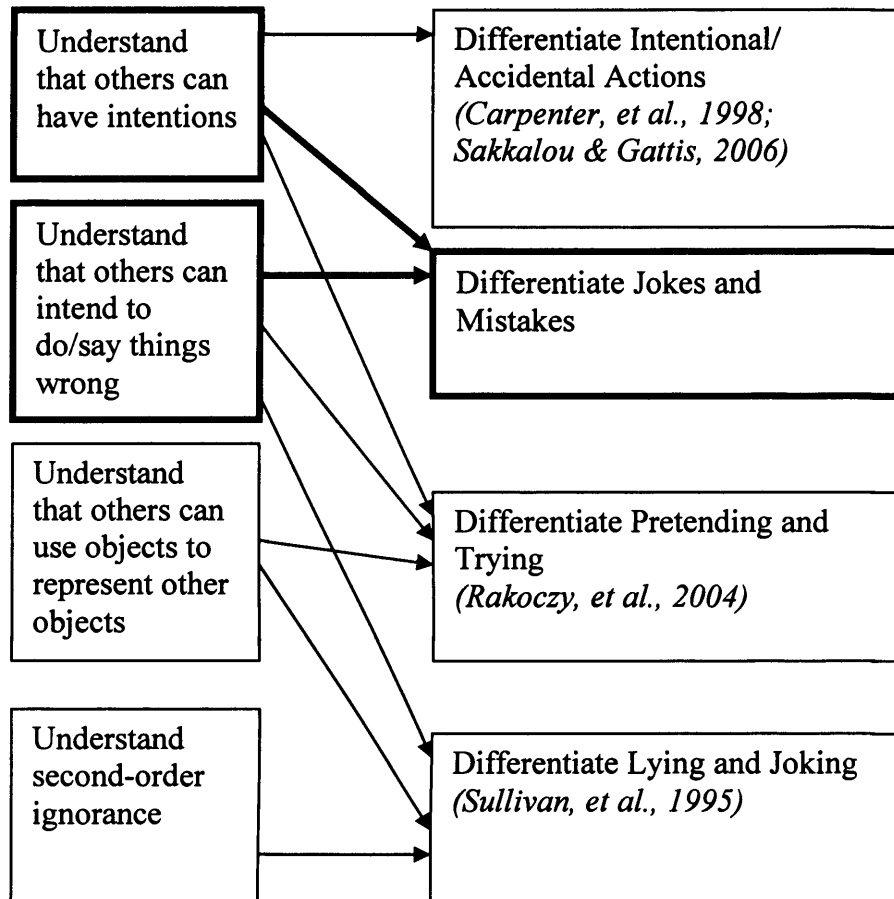 Understand
that others can
have intentions
Differentiate Intentional/
Accidental Actions
(Carpenter, et al., 1998;
Sakkalou & Gattis, 2006)
Understand
that others can
intend to
do/say things
wrong
Differentiate Jokes and
Mistakes
Understand
that others can
use objects to
represent other
objects
Differentiate Pretending and
Trying
(Rakoczy, et al., 2004)
Understand
second-order
ignorance
Differentiate Lying and Joking
(Sullivan, et al., 1995)